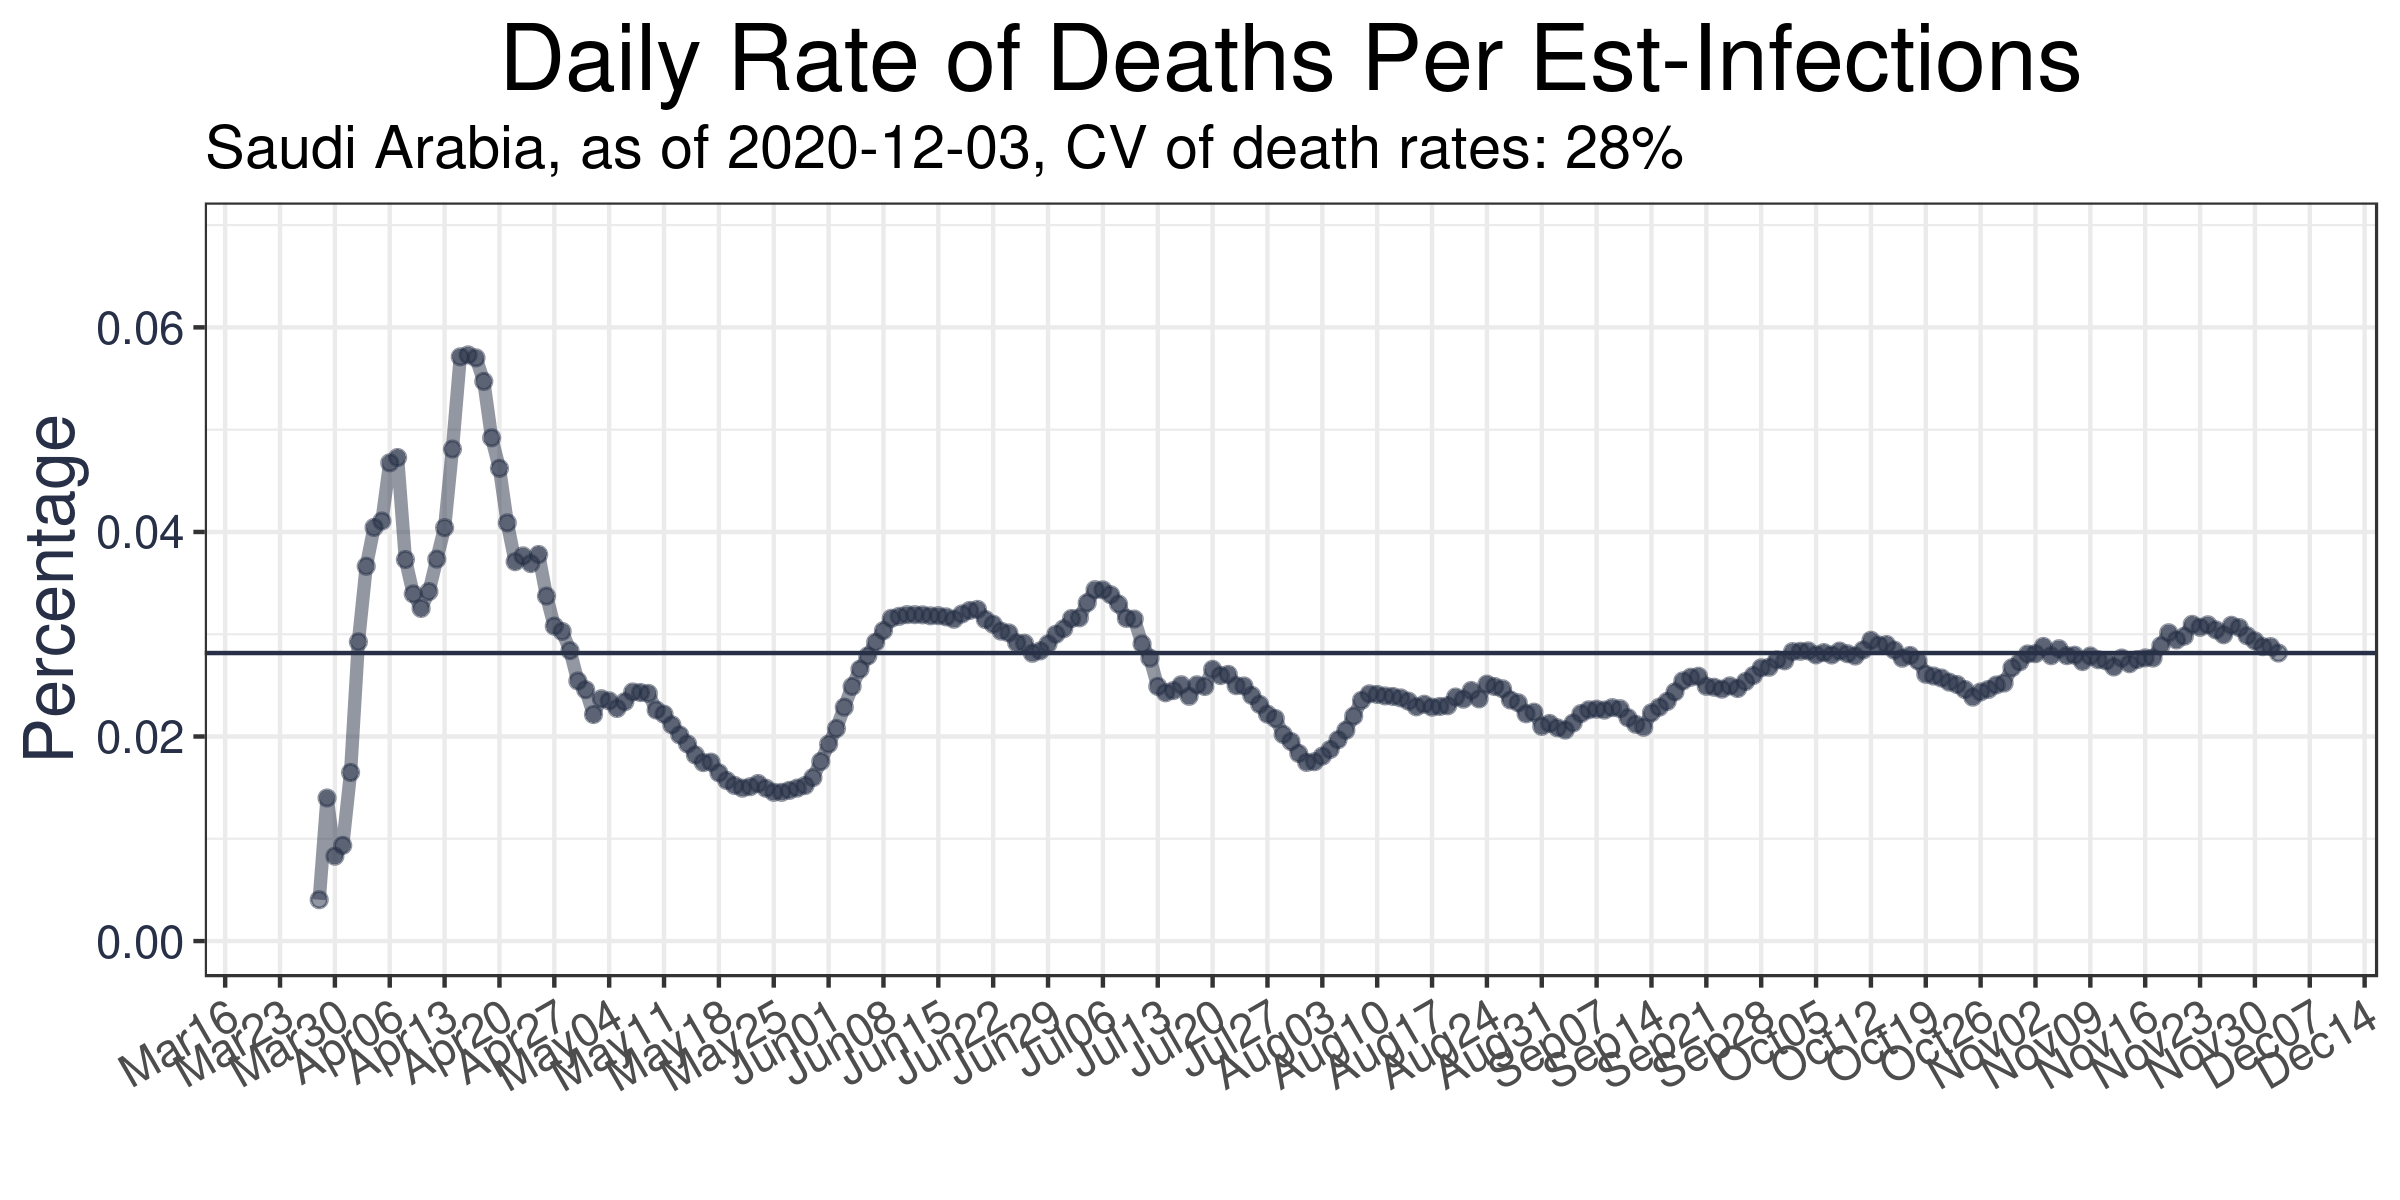 Daily Rate of Deaths Per Est-Infections
Saudi Arabia, as of 2020-12-03, CV of death rates: 28%
Percentage
0.06
0.04
0.02
0.00
Mar16
Mar23
Mar30
Apr06
Apr13
Apr20
Apr27
May04
May11
May18
May25
Jun01
Jun08
Jun15
Jun22
Jun29
Jul06
Jul13
Jul20
Jul27
Aug03
Aug10
Aug17
Aug24
Aug31
Sep07
Sep14
Sep21
Sep28
Oct05
Oct12
Oct19
Oct26
Nov02
Nov09
Nov16
Nov23
Nov30
Dec07
Dec14